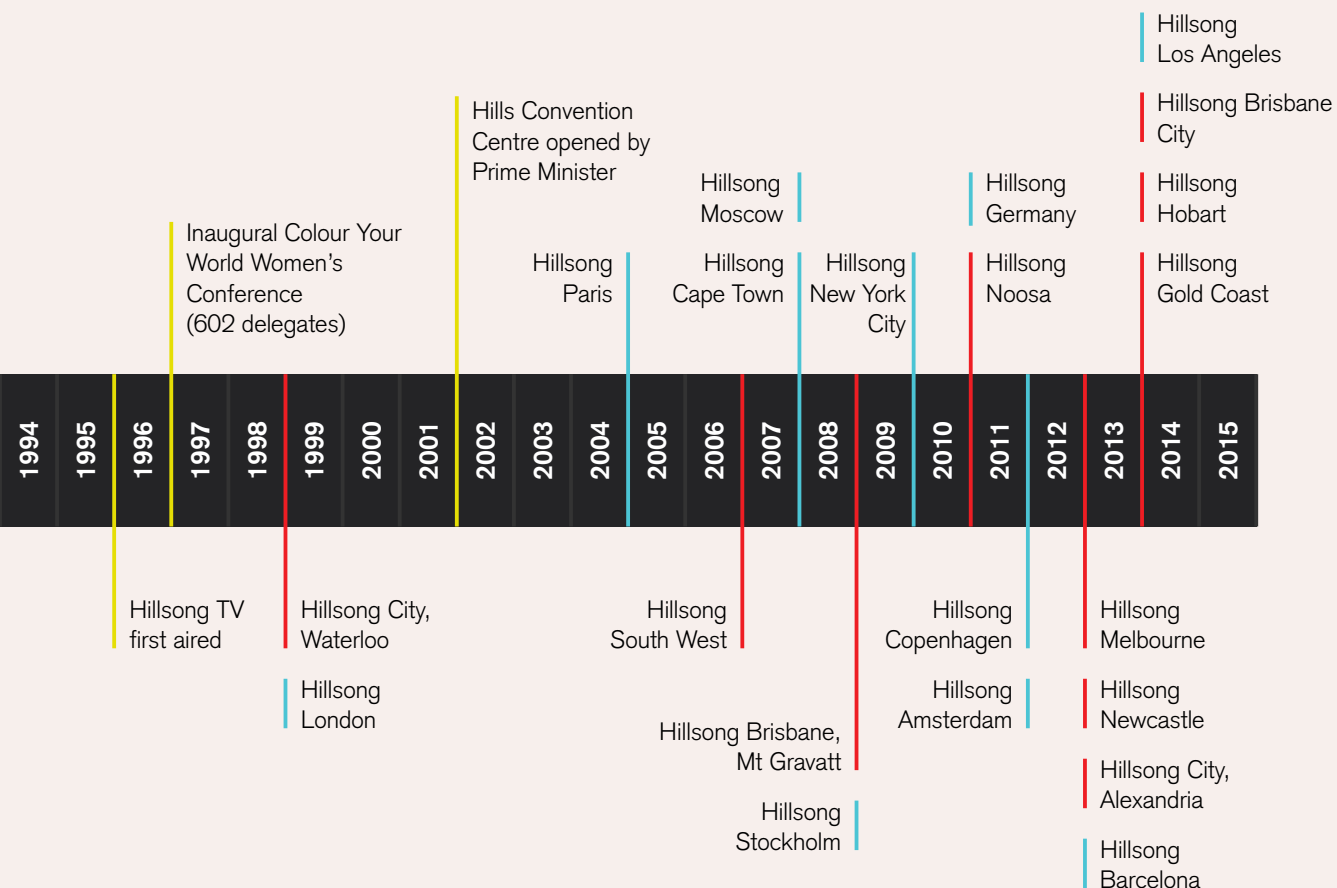 Hillsong
Los Angeles
Hillsong Brisbane
City
Hills Convention
Centre opened by
Prime Minister
Hillsong
Moscow
Hillsong
Germany
Hillsong
Hobart
Inaugural Colour Your
World Women's
Conference
(602 delegates)
Hillsong
Paris
Hillsong
Cape Town
Hillsong
New York
City
Hillsong
Noosa
Hillsong
Gold Coast
1994
1995
1996
1997
1998
1999
2000
2001
2002
2003
2004
2005
2006
2007
2008
2009
2010
2011
2012
2013
2014
2015
Hillsong TV
first aired
Hillsong City,
Waterloo
Hillsong
London
Hillsong
South West
Hillsong Brisbane,
Mt Gravatt
Hillsong
Stockholm
Hillsong
Copenhagen
Hillsong
Amsterdam
Hillsong
Melbourne
Hillsong
Newcastle
Hillsong City,
Alexandria
Hillsong
Barcelona